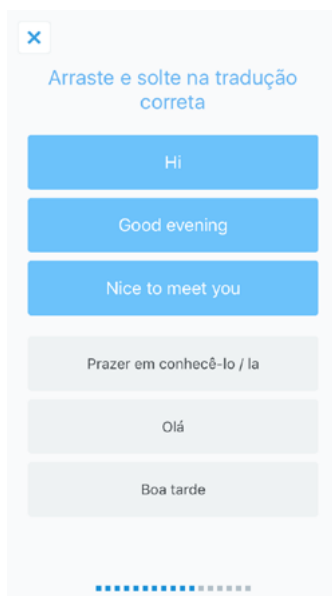 Arraste e solte na tradução
correta
Hi
Good evening
Nice to meet you
Prazer em conhecê-lo / la
Olá
Boa tarde